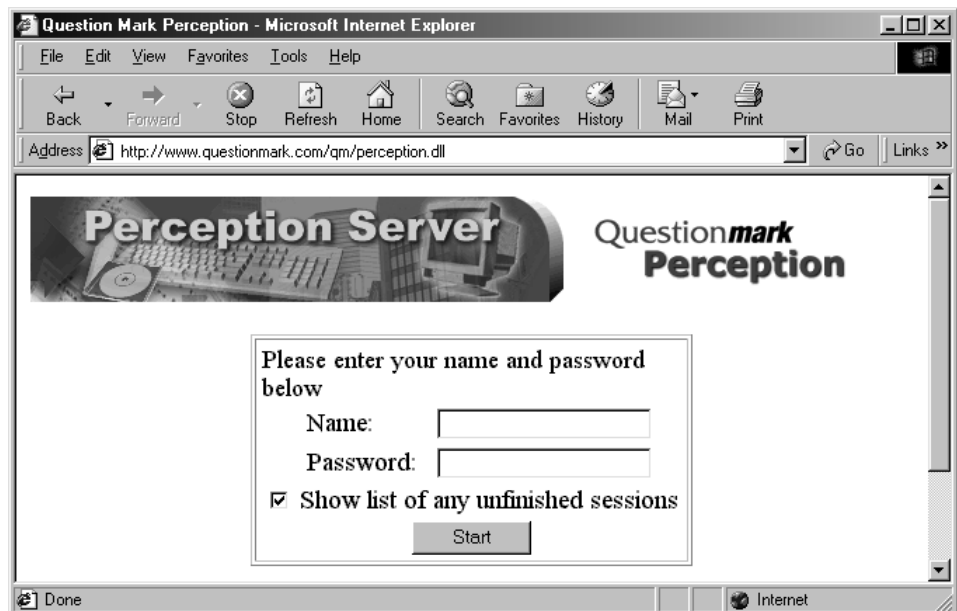 Question Mark Perception - Microsoft Internet Explorer
File Edit View Favorites Tools Help
Back Forward Stop Refresh Home Search Favorites History Mail Print
Address http://www.questionmark.com/qm/perception.dll Go Links »
Perception Server
Questionmark
Perception
Please enter your name and password
below
Name:
Password:
Show list of any unfinished sessions
Start
Done Internet